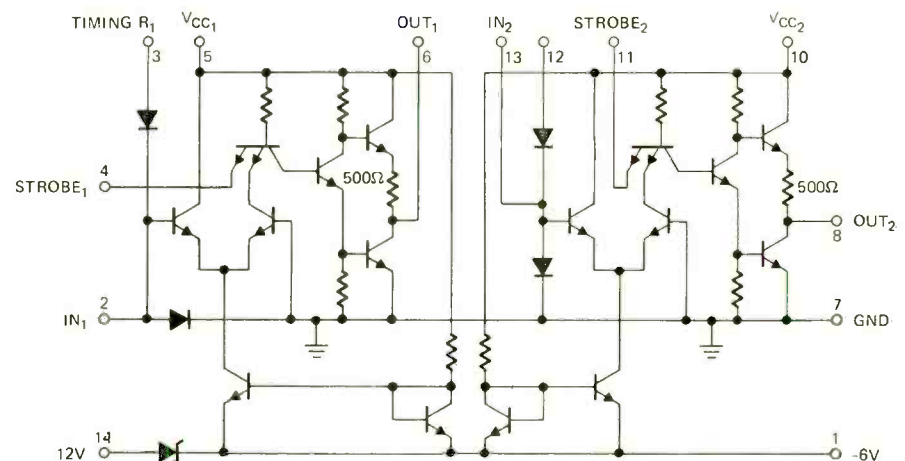 TIMING R1 VCC1 OUT1 IN2 STROBE2 VCC2
3 5 6 13 12 11 10
4
STROBE1
500Ω 500Ω
OUT2
8
2
IN1
7
GND
14
12V
1
-6V